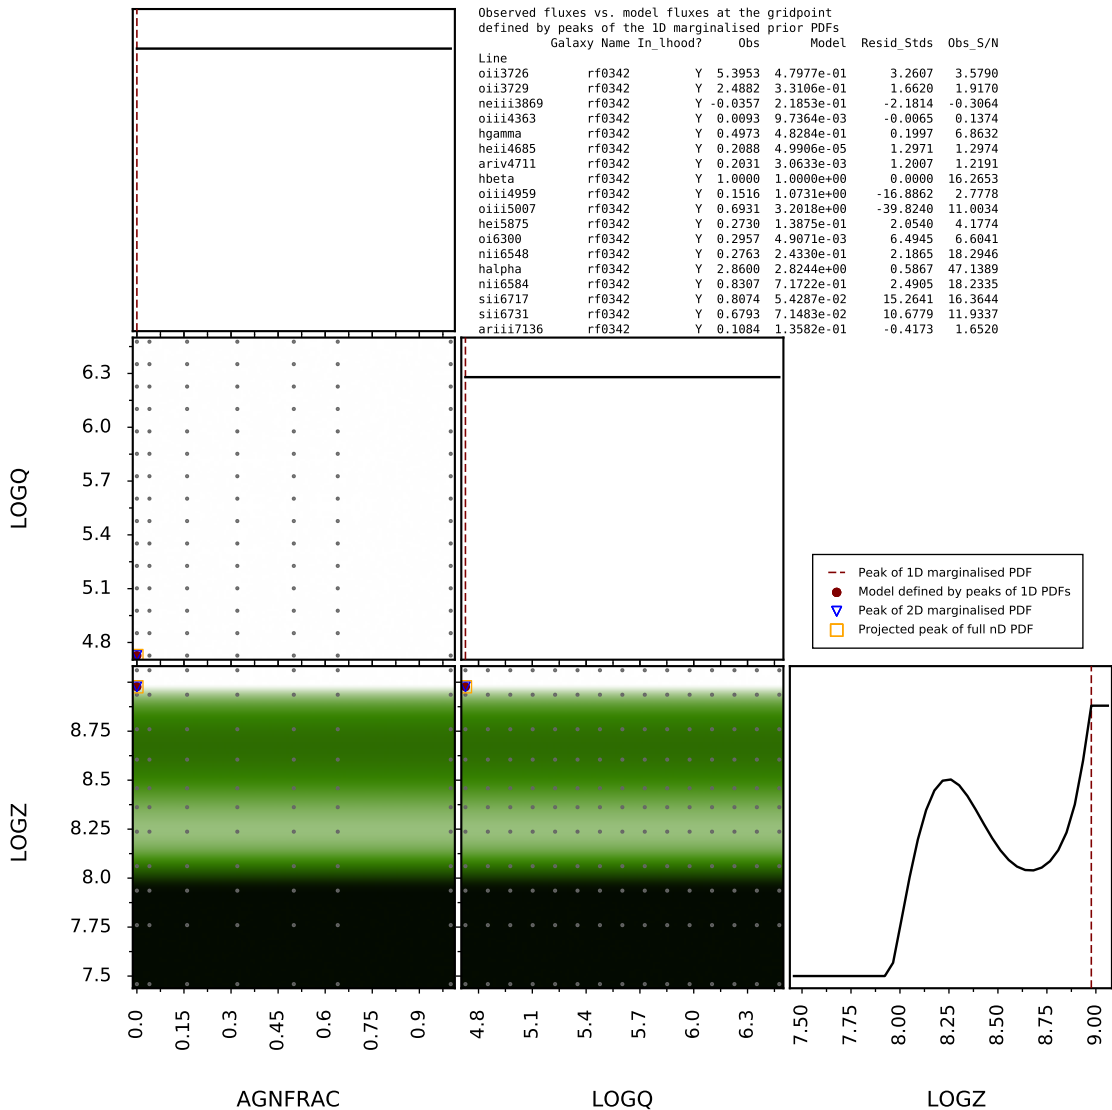 Observed fluxes vs. model fluxes at the gridpoint
defined by peaks of the 1D marginalised prior PDFs
Galaxy Name In_lhood? Obs Model Resid_Stds Obs_S/N
Line
oii3726 rf0342 Y 5.3953 4.7977e-01 3.2607 3.5790
oii3729 rf0342 Y 2.4882 3.3106e-01 1.6620 1.9170
neiii3869 rf0342 Y -0.0357 2.1853e-01 -2.1814 -0.3064
oiii4363 rf0342 Y 0.0093 9.7364e-03 -0.0065 0.1374
hgamma rf0342 Y 0.4973 4.8284e-01 0.1997 6.8632
heii4685 rf0342 Y 0.2088 4.9906e-05 1.2971 1.2974
ariv4711 rf0342 Y 0.2031 3.0633e-03 1.2007 1.2191
hbeta rf0342 Y 1.0000 1.0000e+00 0.0000 16.2653
oiii4959 rf0342 Y 0.1516 1.0731e+00 -16.8862 2.7778
oiii5007 rf0342 Y 0.6931 3.2018e+00 -39.8240 11.0034
hei5875 rf0342 Y 0.2730 1.3875e-01 2.0540 4.1774
oi6300 rf0342 Y 0.2957 4.9071e-03 6.4945 6.6041
nii6548 rf0342 Y 0.2763 2.4330e-01 2.1865 18.2946
halpha rf0342 Y 2.8600 2.8244e+00 0.5867 47.1389
nii6584 rf0342 Y 0.8307 7.1722e-01 2.4905 18.2335
sii6717 rf0342 Y 0.8074 5.4287e-02 15.2641 16.3644
sii6731 rf0342 Y 0.6793 7.1483e-02 10.6779 11.9337
ariii7136 rf0342 Y 0.1084 1.3582e-01 -0.4173 1.6520
LOGQ
6.3
6.0
5.7
5.4
5.1
4.8
Peak of 1D marginalised PDF
Model defined by peaks of 1D PDFs
Peak of 2D marginalised PDF
Projected peak of full nD PDF
LOGZ
8.75
8.5
8.25
8.0
7.75
7.5
0.0 0.15 0.3 0.45 0.6 0.75 0.9
4.8 5.1 5.4 5.7 6.0 6.3
7.50 7.75 8.00 8.25 8.50 8.75 9.00
AGNFRAC LOGQ LOGZ